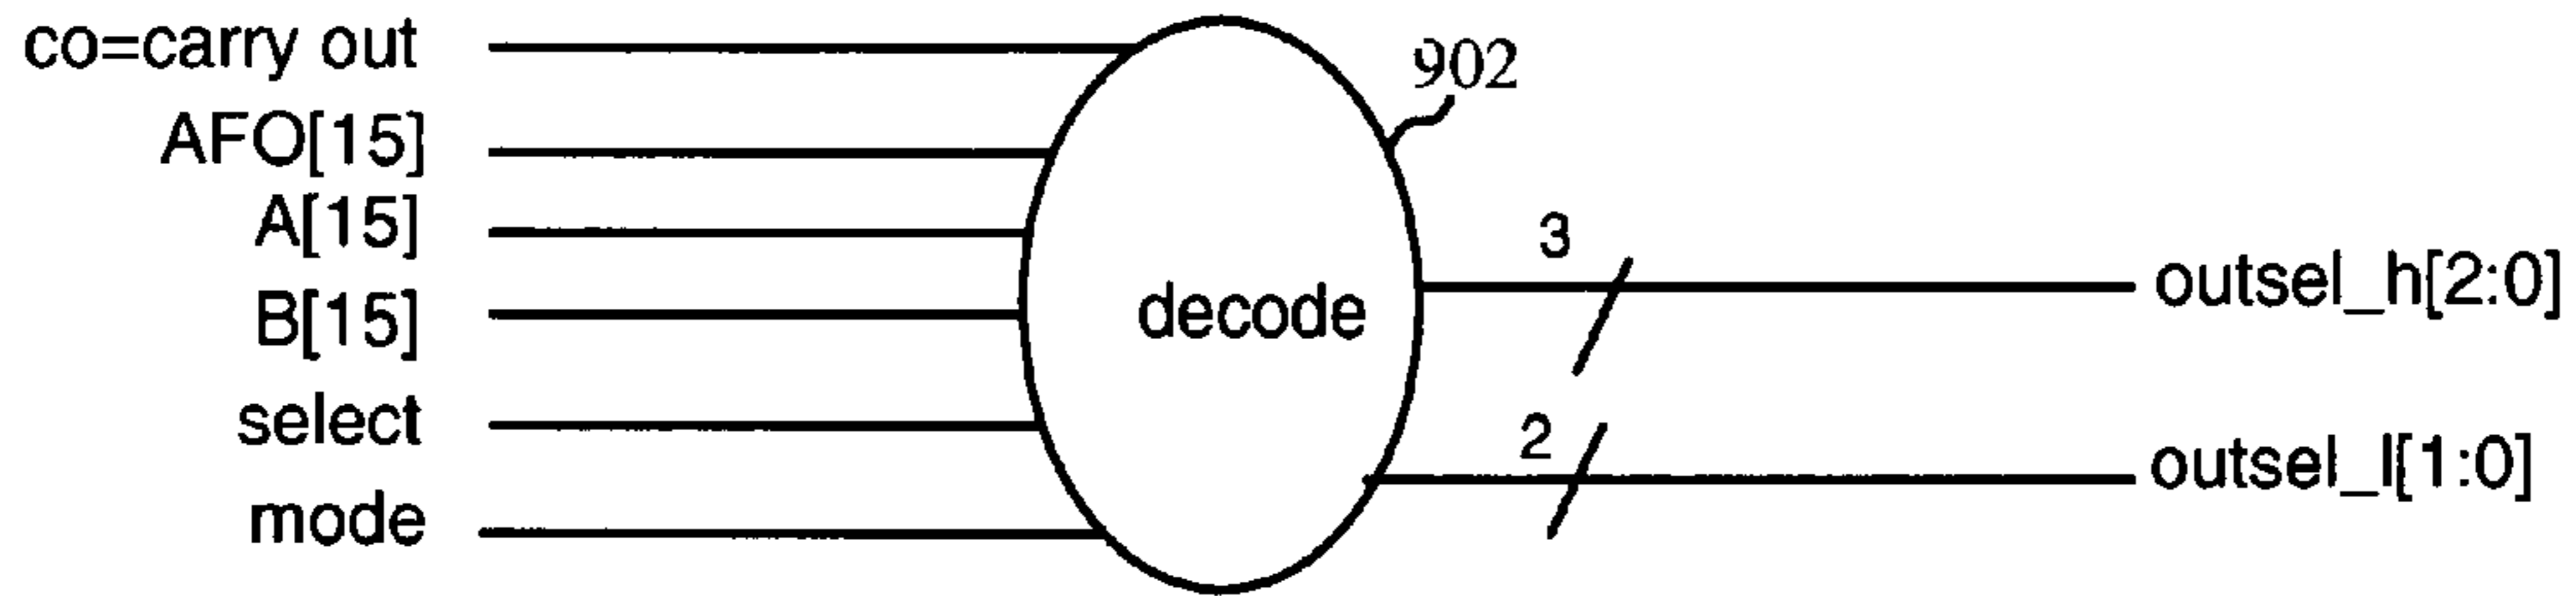 co=carry out
902
AFO[15]
A[15]
3
B[15]
decode
outsel_h[2:0]
select
2
outsel_l[1:0]
mode